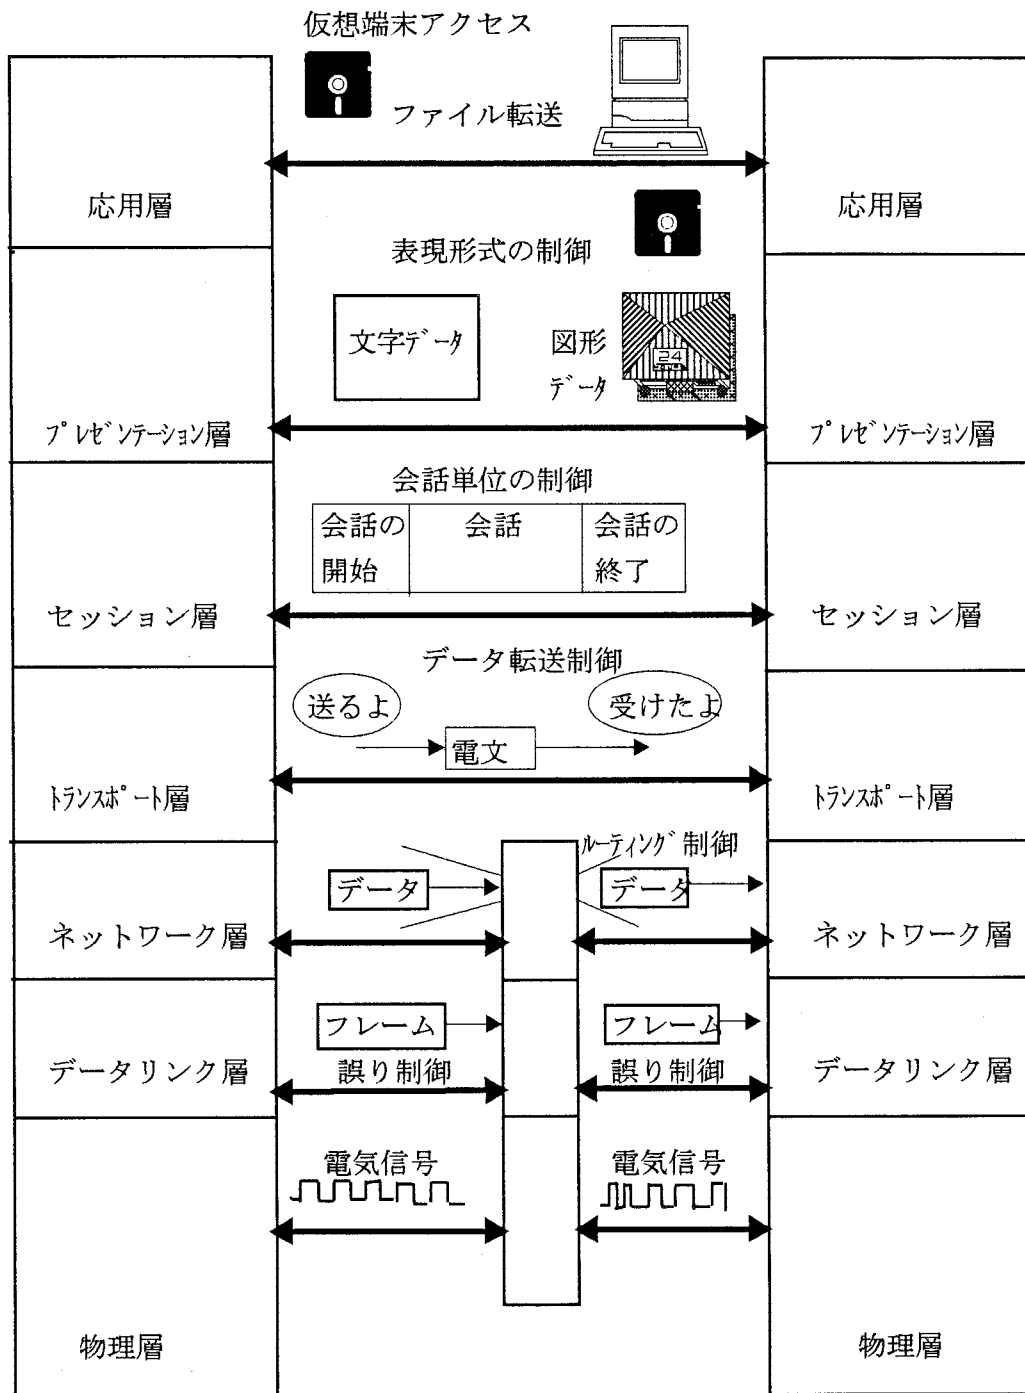 仮想端末アクセス
ファイル転送
応用層
応用層
表現形式の制御
文字ﾃﾞｰﾀ
図形
ﾃﾞｰﾀ
24
ﾌﾟﾚｾﾞﾝﾃｰｼｮﾝ層
ﾌﾟﾚｾﾞﾝﾃｰｼｮﾝ層
会話単位の制御
会話の
開始
会話
会話の
終了
セッション層
セッション層
データ転送制御
送るよ
受けたよ
電文
ﾄﾗﾝｽﾎﾟｰﾄ層
ﾄﾗﾝｽﾎﾟｰﾄ層
ﾙｰﾃｨﾝｸﾞ制御
データ
データ
ネットワーク層
ネットワーク層
フレーム
フレーム
誤り制御
誤り制御
データリンク層
データリンク層
電気信号
電気信号
物理層
物理層